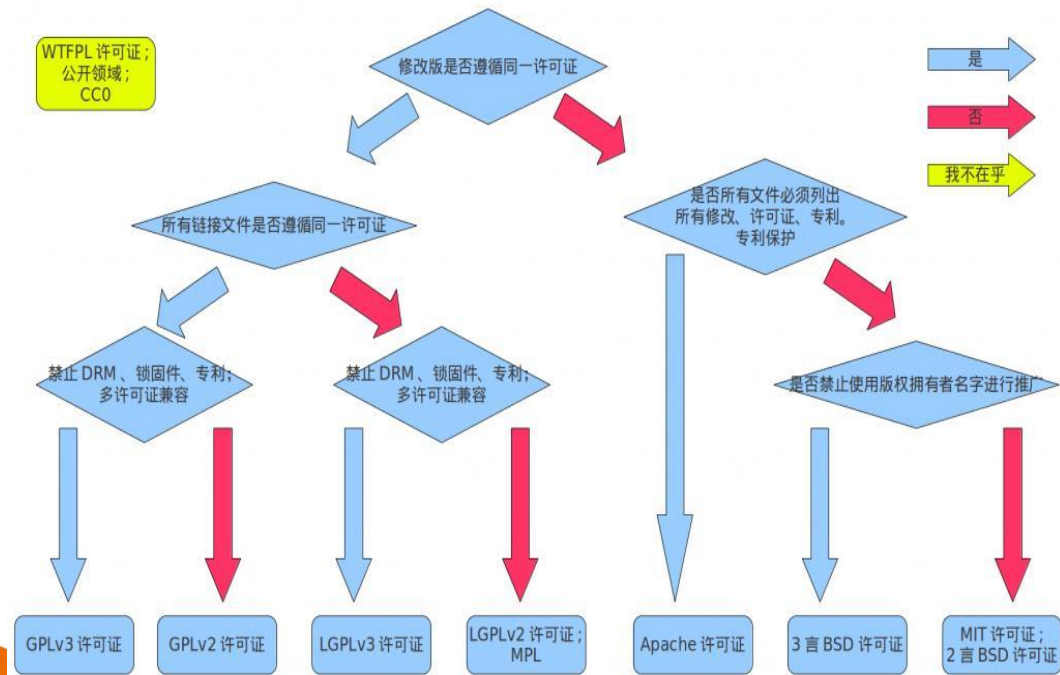 WTFPL 许可证；
公开领域；
CC0
修改版是否遵循同一许可证
是
否
我不在乎
所有链接文件是否遵循同一许可证
是否所有文件必须列出
所有修改、许可证、专利。
专利保护
禁止 DRM 、锁固件、专利；
多许可证兼容
禁止 DRM 、锁固件、专利；
多许可证兼容
是否禁止使用版权拥有者名字进行推广
GPLv3 许可证
GPLv2 许可证
LGPLv3 许可证
LGPLv2 许可证；
MPL
Apache 许可证
3 言 BSD 许可证
MIT 许可证；
2 言 BSD 许可证